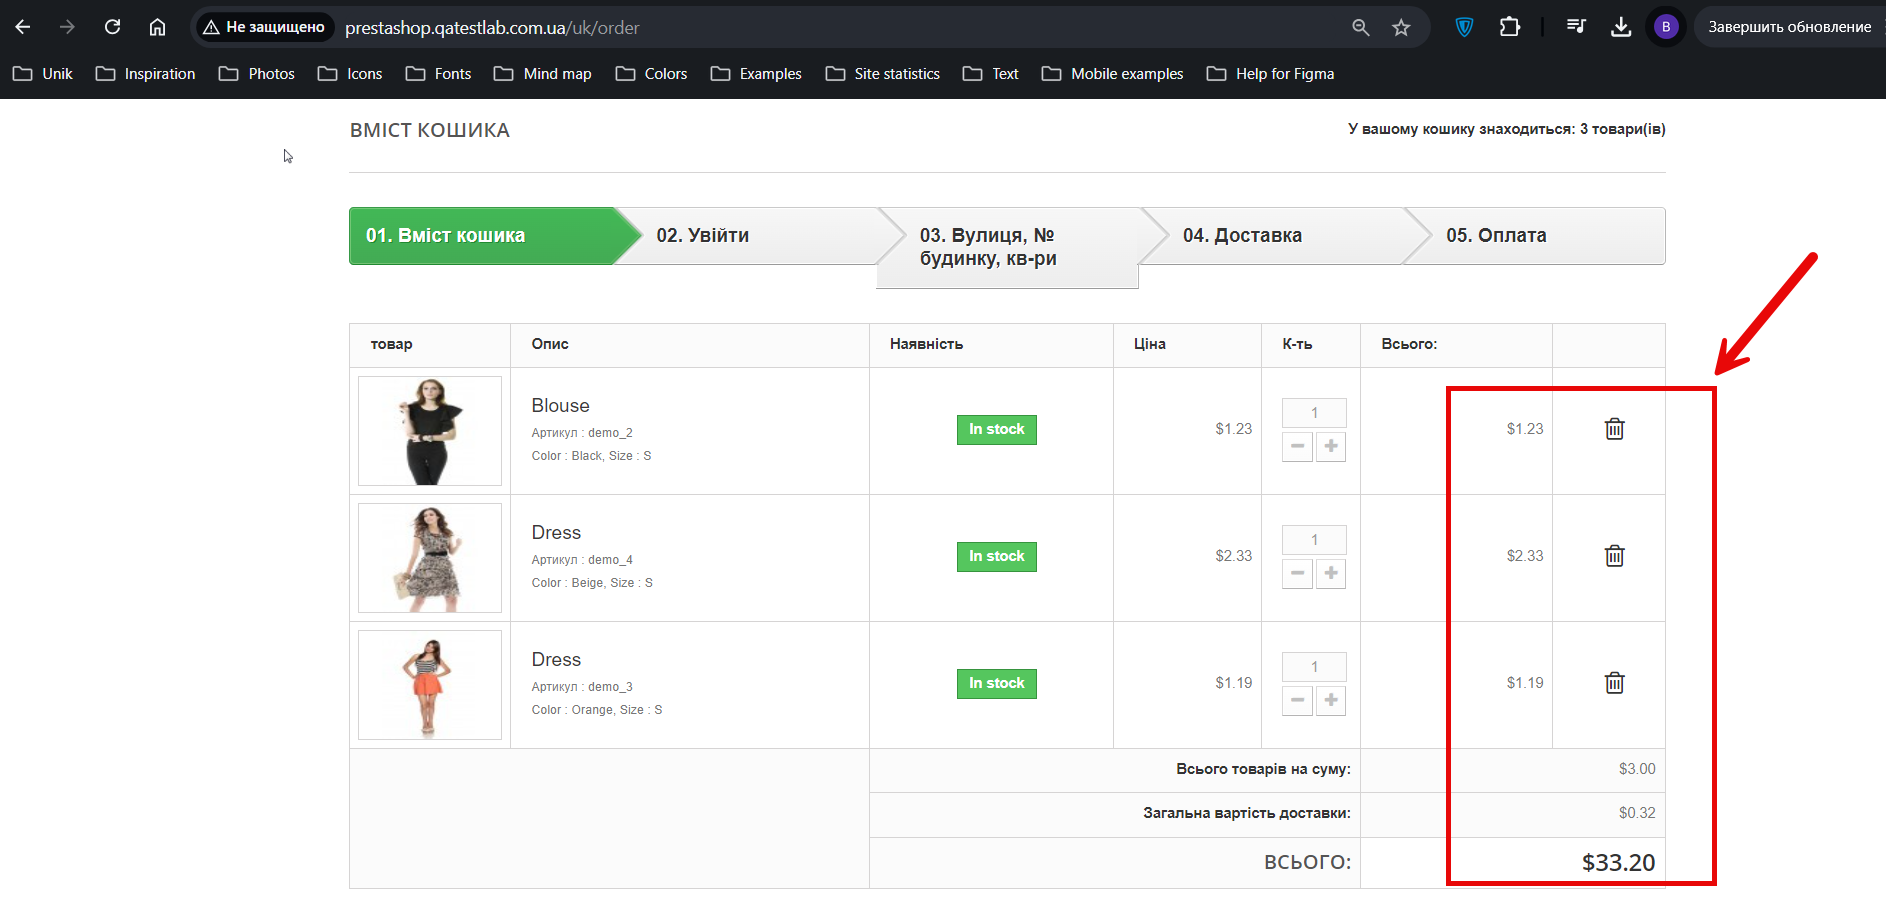 Не защищено
prestashop.qatestlab.com.ua/uk/order
B
Завершить обновление
Unik
Inspiration
Photos
Icons
Fonts
Mind map
Colors
Examples
Site statistics
Text
Mobile examples
Help for Figma
ВМІСТ КОШИКА
У вашому кошику знаходиться: 3 товари(ів)
01. Вміст кошика
02. Увійти
03. Вулиця, №
будинку, кв-ри
04. Доставка
05. Оплата
товар
Опис
Наявність
Ціна
К-ть
Всього:
Blouse
Артикул : demo_2
Color : Black, Size : S
In stock
$1.23
1
$1.23
Dress
Артикул : demo_4
Color : Beige, Size : S
In stock
$2.33
1
$2.33
Dress
Артикул : demo_3
Color : Orange, Size : S
In stock
$1.19
1
$1.19
Всього товарів на суму:
$3.00
Загальна вартість доставки:
$0.32
ВСЬОГО:
$33.20